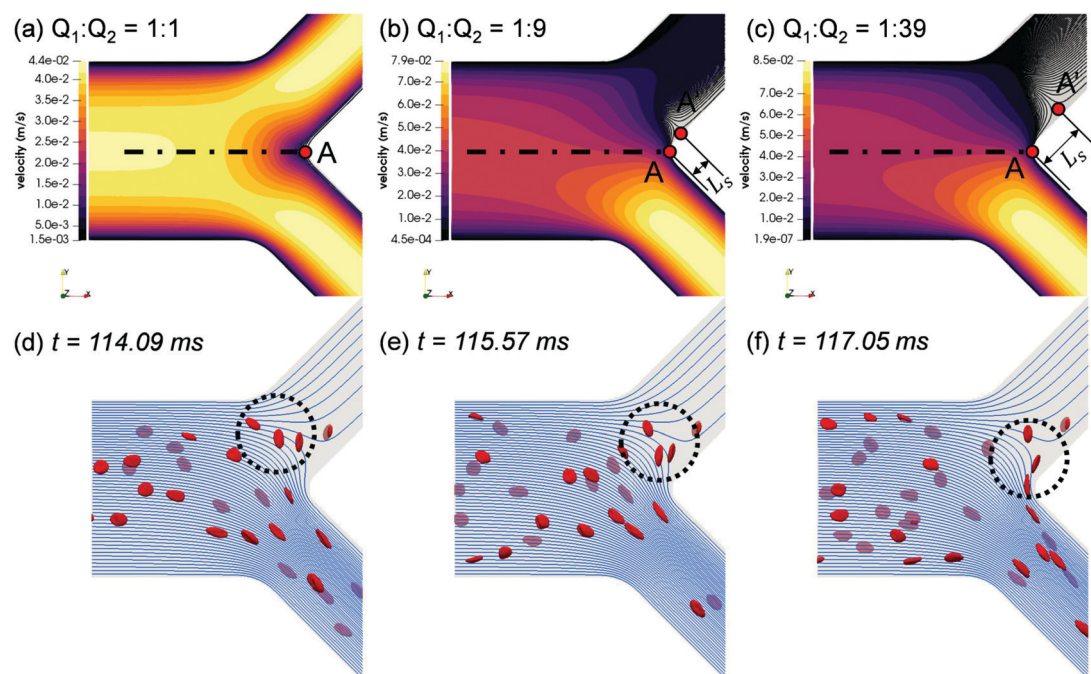 (a) Q1:Q2 = 1:1
(b) Q1:Q2 = 1:9
(c) Q1:Q2 = 1:39
velocity (m/s)
4.4e-02
4.0e-2
3.5e-2
3.0e-2
2.5e-2
2.0e-2
1.5e-2
1.0e-2
5.0e-3
1.5e-03
A
Y
Z
X
velocity (m/s)
7.9e-02
7.0e-2
6.0e-2
5.0e-2
4.0e-2
3.0e-2
2.0e-2
1.0e-2
4.5e-04
A'
A
Ls
Y
Z
X
velocity (m/s)
8.5e-02
7.0e-2
6.0e-2
5.0e-2
4.0e-2
3.0e-2
2.0e-2
1.0e-2
1.9e-07
A'
A
Ls
Y
Z
X
(d) t = 114.09 ms
(e) t = 115.57 ms
(f) t = 117.05 ms